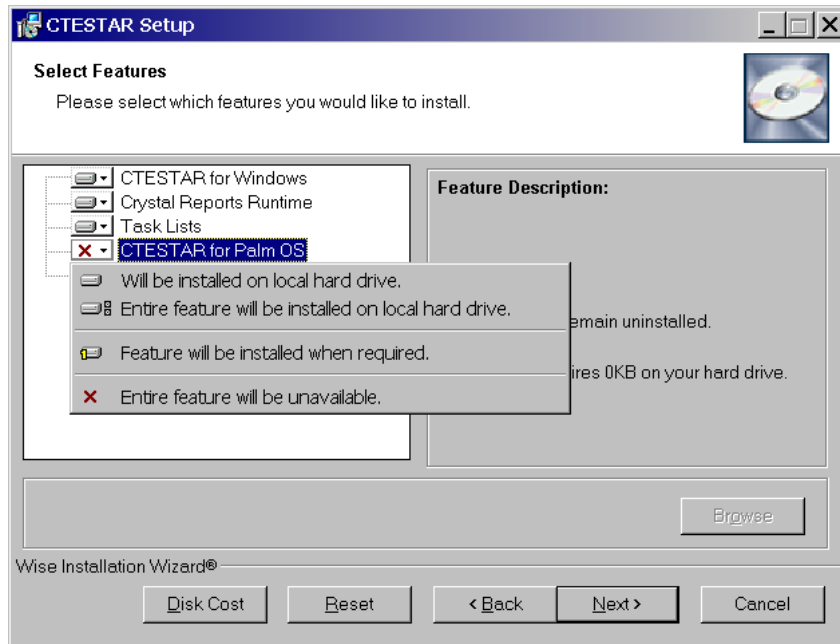 CTESTAR Setup
Select Features
Please select which features you would like to install.
CTESTAR for Windows
Crystal Reports Runtime
Task Lists
CTESTAR for Palm OS
Will be installed on local hard drive.
Entire feature will be installed on local hard drive.
Feature will be installed when required.
Entire feature will be unavailable.
Feature Description:
emain uninstalled.
ires 0KB on your hard drive.
Browse
Wise Installation Wizard®
Disk Cost
Reset
< Back
Next >
Cancel